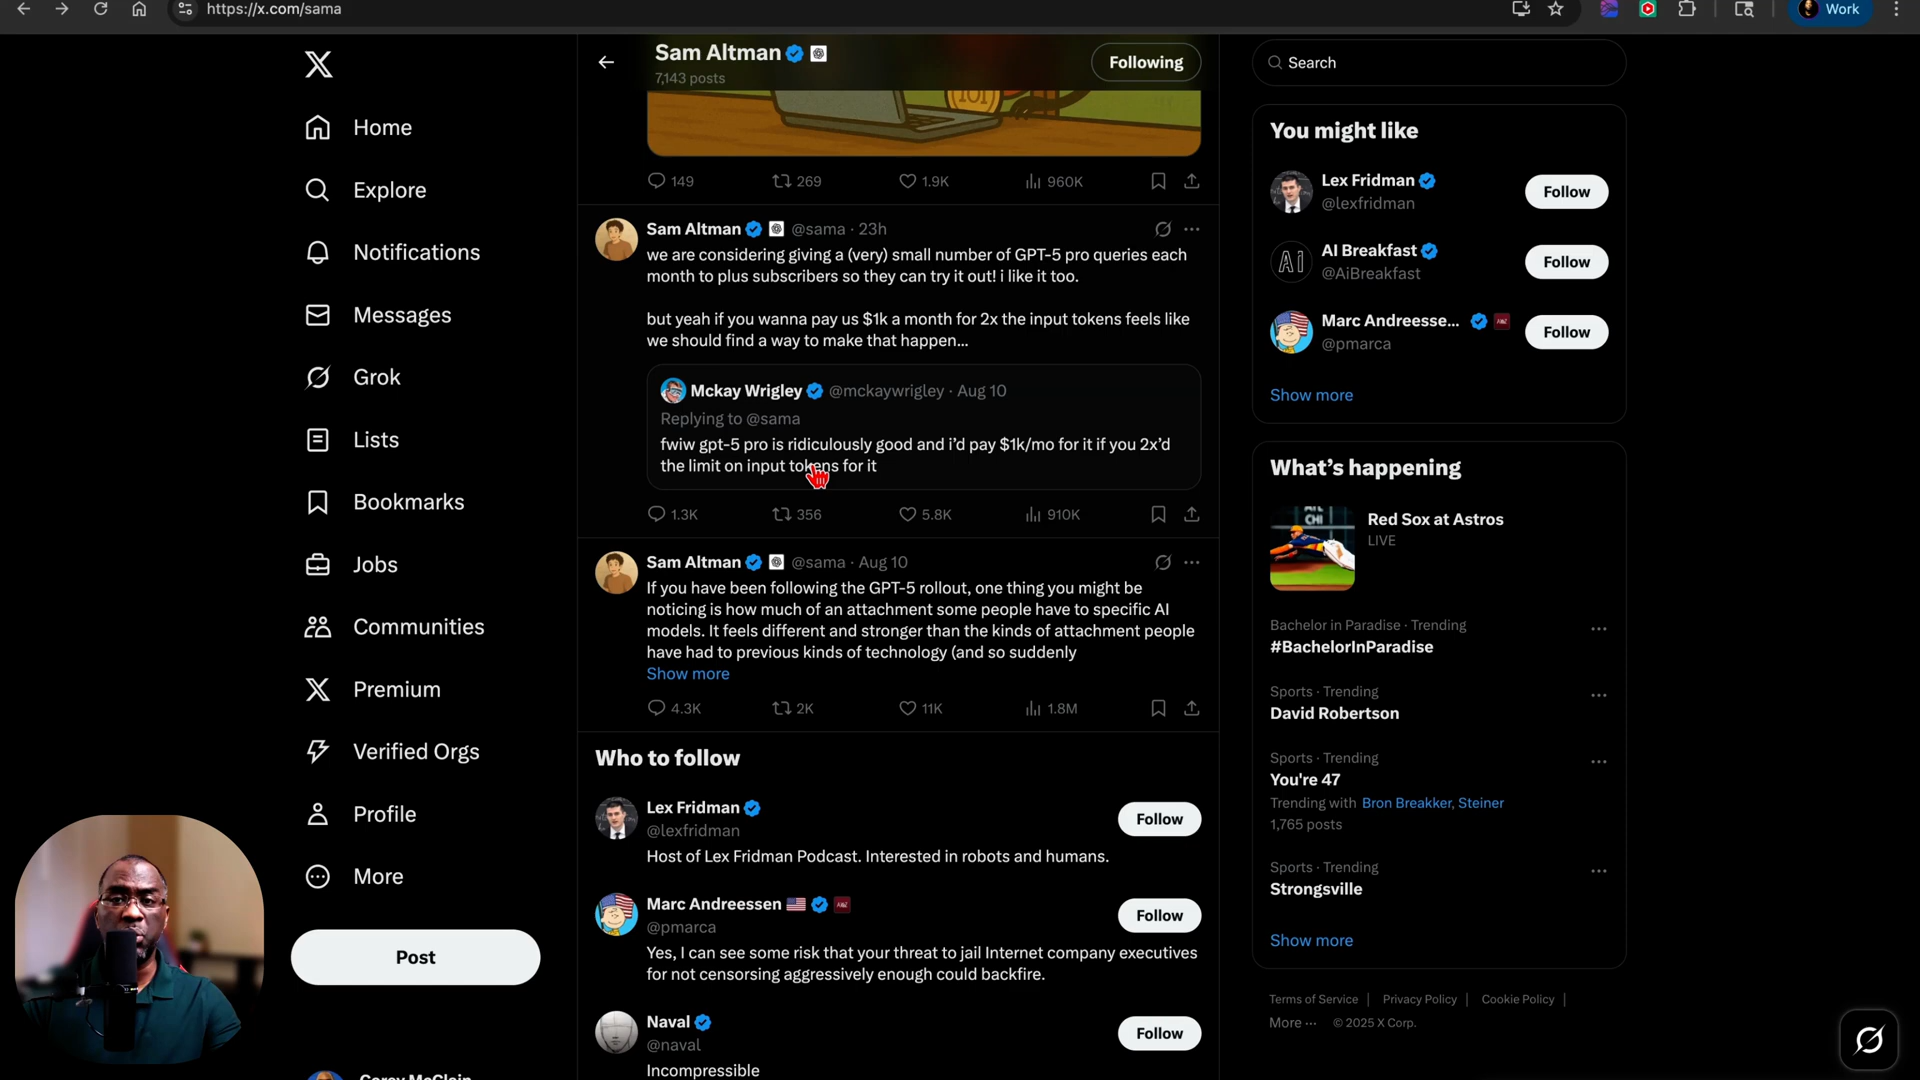 https://x.com/sama
Work
Home
Explore
Notifications
Messages
Grok
Lists
Bookmarks
Jobs
Communities
Premium
Verified Orgs
Profile
More
Post
Sam Altman
7,143 posts
Following
101
149 269 1.9K 960K
Sam Altman @sama · 23h
we are considering giving a (very) small number of GPT-5 pro queries each
month to plus subscribers so they can try it out! i like it too.
but yeah if you wanna pay us $1k a month for 2x the input tokens feels like
we should find a way to make that happen...
Mckay Wrigley @mckaywrigley · Aug 10
Replying to @sama
fwiw gpt-5 pro is ridiculously good and i'd pay $1k/mo for it if you 2x'd
the limit on input tokens for it
1.3K 356 5.8K 910K
Sam Altman @sama · Aug 10
If you have been following the GPT-5 rollout, one thing you might be
noticing is how much of an attachment some people have to specific AI
models. It feels different and stronger than the kinds of attachment people
have had to previous kinds of technology (and so suddenly
Show more
4.3K 2K 11K 1.8M
Who to follow
Lex Fridman
@lexfridman
Follow
Host of Lex Fridman Podcast. Interested in robots and humans.
Marc Andreessen
@pmarca
Follow
Yes, I can see some risk that your threat to jail Internet company executives
for not censorsing aggressively enough could backfire.
Naval
@naval
Follow
Incompressible
Search
You might like
Lex Fridman
@lexfridman
Follow
Ai
AI Breakfast
@AiBreakfast
Follow
Marc Andreesse...
@pmarca
Follow
Show more
What's happening
Red Sox at Astros
LIVE
Bachelor in Paradise · Trending
#BachelorInParadise
Sports · Trending
David Robertson
Sports · Trending
You're 47
Trending with Bron Breakker, Steiner
1,765 posts
Sports · Trending
Strongsville
Show more
Terms of Service | Privacy Policy | Cookie Policy |
More ··· © 2025 X Corp.